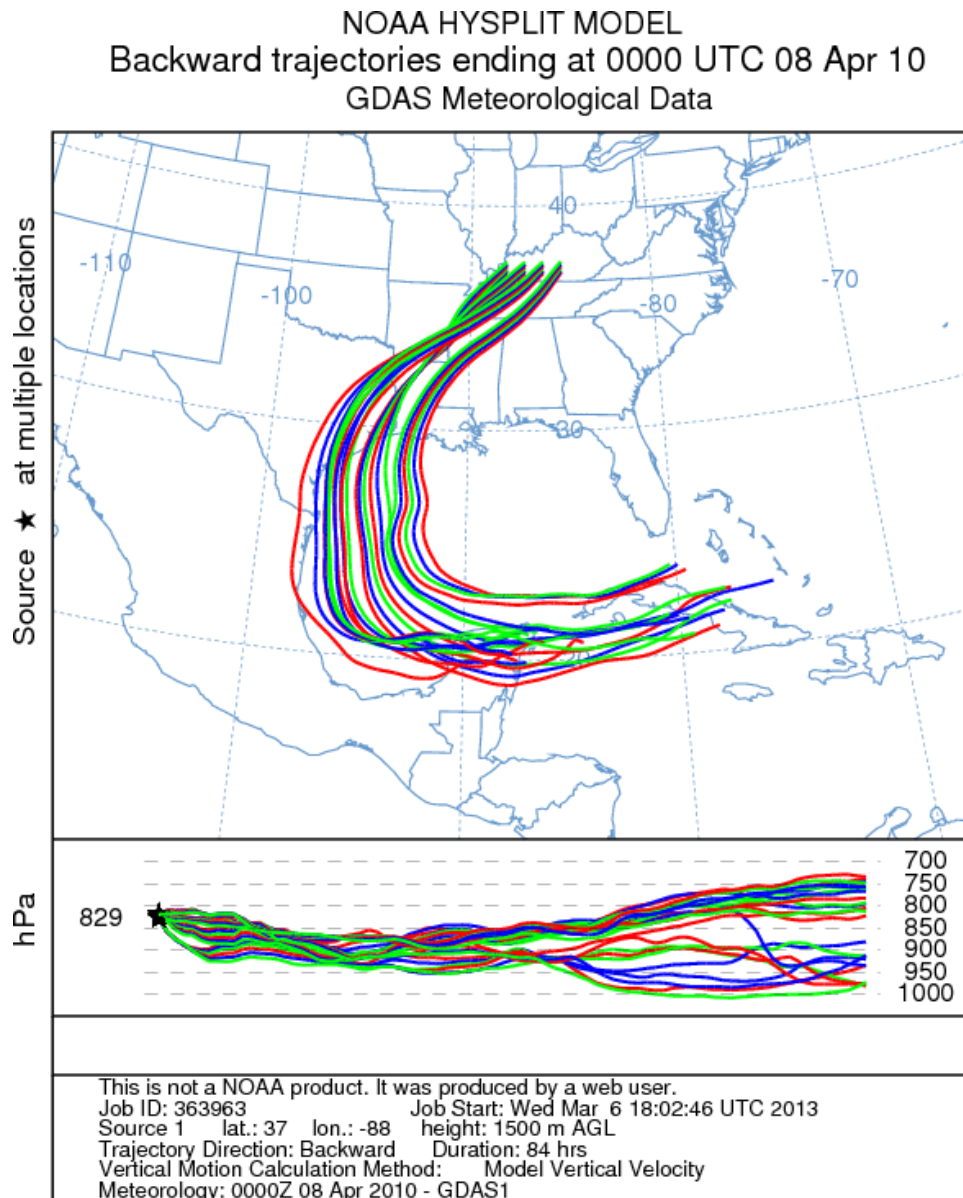 NOAA HYSPLIT MODEL
Backward trajectories ending at 0000 UTC 08 Apr 10
GDAS Meteorological Data
Source ★ at multiple locations
40
-110
-100
-80
-70
30
hPa
829
700
750
800
850
900
950
1000
This is not a NOAA product. It was produced by a web user.
Job ID: 363963 Job Start: Wed Mar 6 18:02:46 UTC 2013
Source 1 lat.: 37 lon.: -88 height: 1500 m AGL
Trajectory Direction: Backward Duration: 84 hrs
Vertical Motion Calculation Method: Model Vertical Velocity
Meteorology: 0000Z 08 Apr 2010 - GDAS1